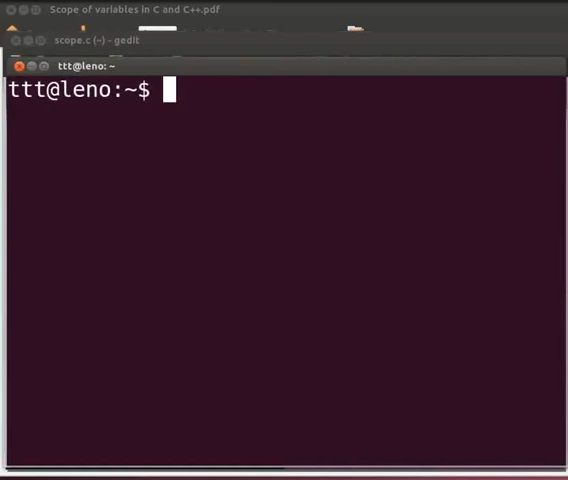 Scope of variables in C and C++.pdf
scope.c (~) - gedit
ttt@leno: ~
ttt@leno:~$